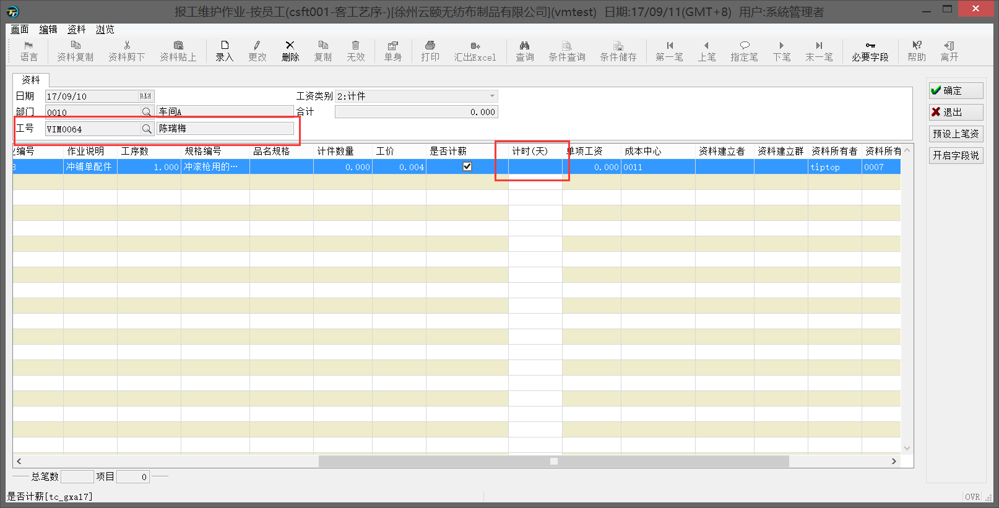 报工维护作业-按员工(csft001-客工艺序-)[徐州云颐无纺布制品有限公司](vmtest) 日期:17/09/11(GMT+8) 用户:系統管理者
画面 编辑 资料 浏览
语言 资料复制 资料剪下 资料贴上 录入 更改 删除 复制 无效 单身 打印 汇出Excel 查询 条件查询 条件储存 第一笔 上笔 指定笔 下笔 末一笔 必要字段 帮助 离开
资料
日期 17/09/10 工资类别 2:计件
部门 0010 车间A 合计 0.000
工号 VIM0064 陈瑞梅
确定
退出
预设上笔资
开启字段说
业编号 作业说明 工序数 规格编号 品名规格 计件数量 工价 是否计薪 计时(天) 单项工资 成本中心 资料建立者 资料建立群 资料所有者 资料所有
冲铺单配件 1.000 冲滚枪用的… 0.000 0.004 0.000 0011 tiptop 0007
总笔数 项目 0
是否计薪[tc_gxa17] OVR